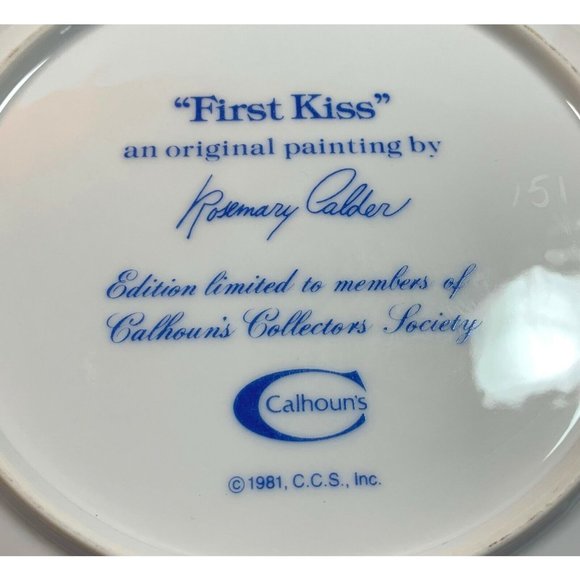 “First Kiss”
an original painting by
Rosemary Calder
151
Edition limited to members of
Calhoun's Collectors Society
Calhoun's
© 1981, C.C.S., Inc.